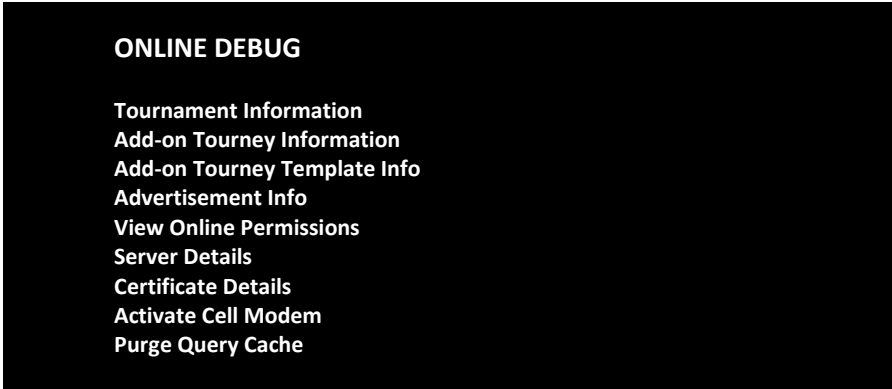 ONLINE DEBUG
Tournament Information
Add-on Tourney Information
Add-on Tourney Template Info
Advertisement Info
View Online Permissions
Server Details
Certificate Details
Activate Cell Modem
Purge Query Cache